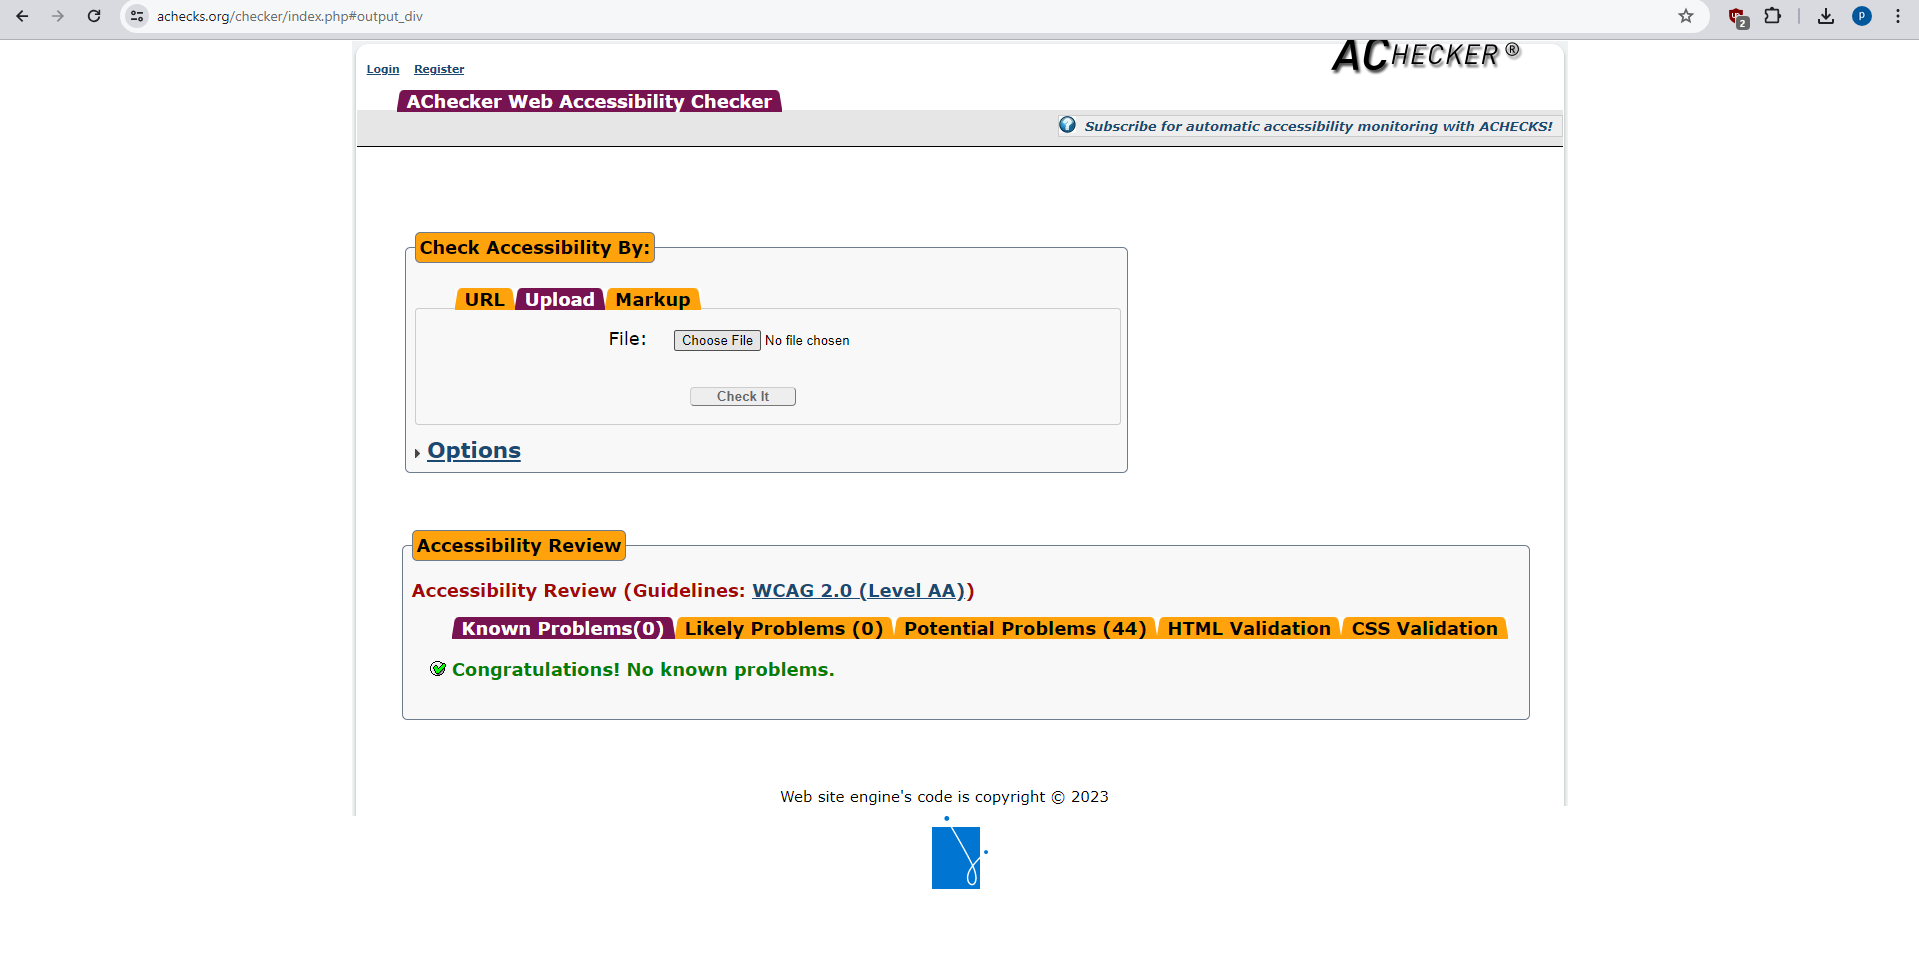 achecks.org/checker/index.php#output_div
2
P
ACHECKER®
Login Register
AChecker Web Accessibility Checker
Subscribe for automatic accessibility monitoring with ACHECKS!
Check Accessibility By:
URL Upload Markup
File: Choose File No file chosen
Check It
Options
Accessibility Review
Accessibility Review (Guidelines: WCAG 2.0 (Level AA))
Known Problems(0) Likely Problems (0) Potential Problems (44) HTML Validation CSS Validation
Congratulations! No known problems.
Web site engine's code is copyright © 2023